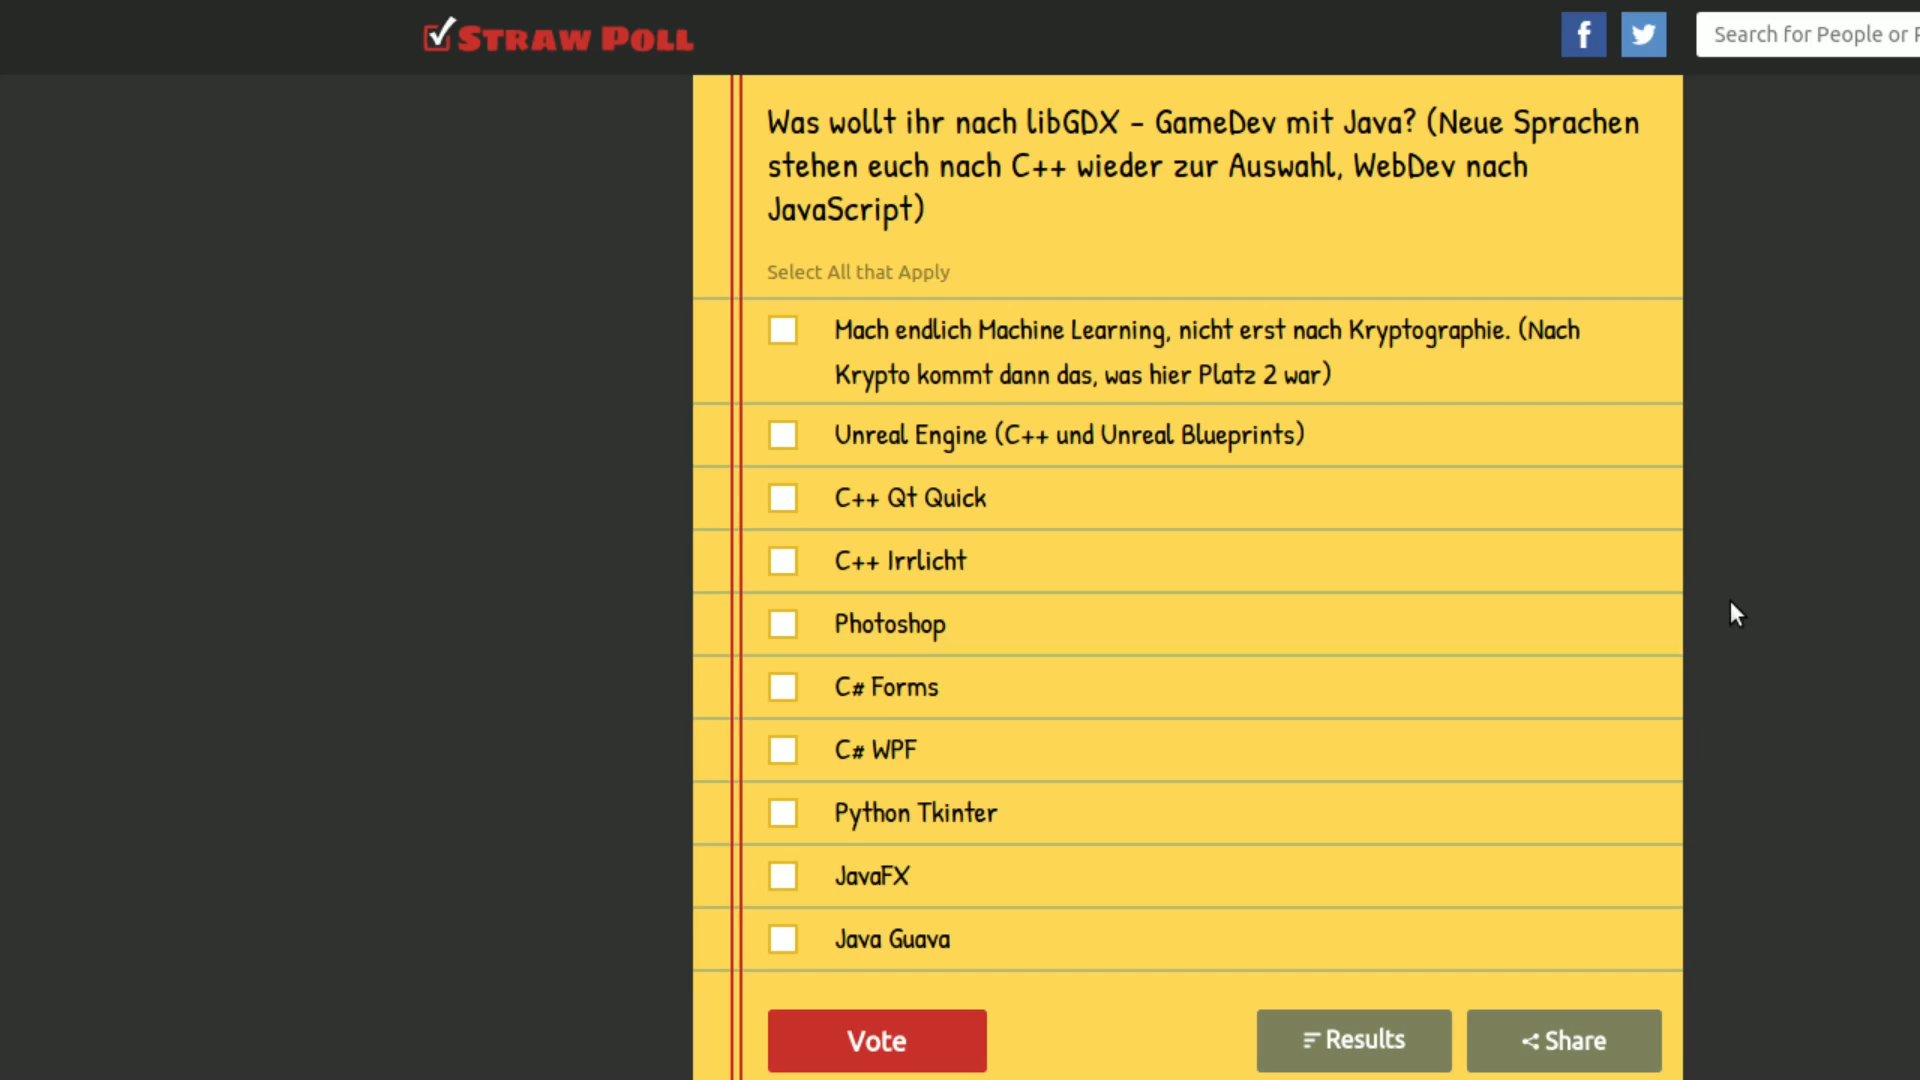 STRAW POLL
Search for People or
Was wollt ihr nach libGDX - GameDev mit Java? (Neue Sprachen
stehen euch nach C++ wieder zur Auswahl, WebDev nach
JavaScript)
Select All that Apply
Mach endlich Machine Learning, nicht erst nach Kryptographie. (Nach
Krypto kommt dann das, was hier Platz 2 war)
Unreal Engine (C++ und Unreal Blueprints)
C++ Qt Quick
C++ Irrlicht
Photoshop
C# Forms
C# WPF
Python Tkinter
JavaFX
Java Guava
Vote
Results
Share